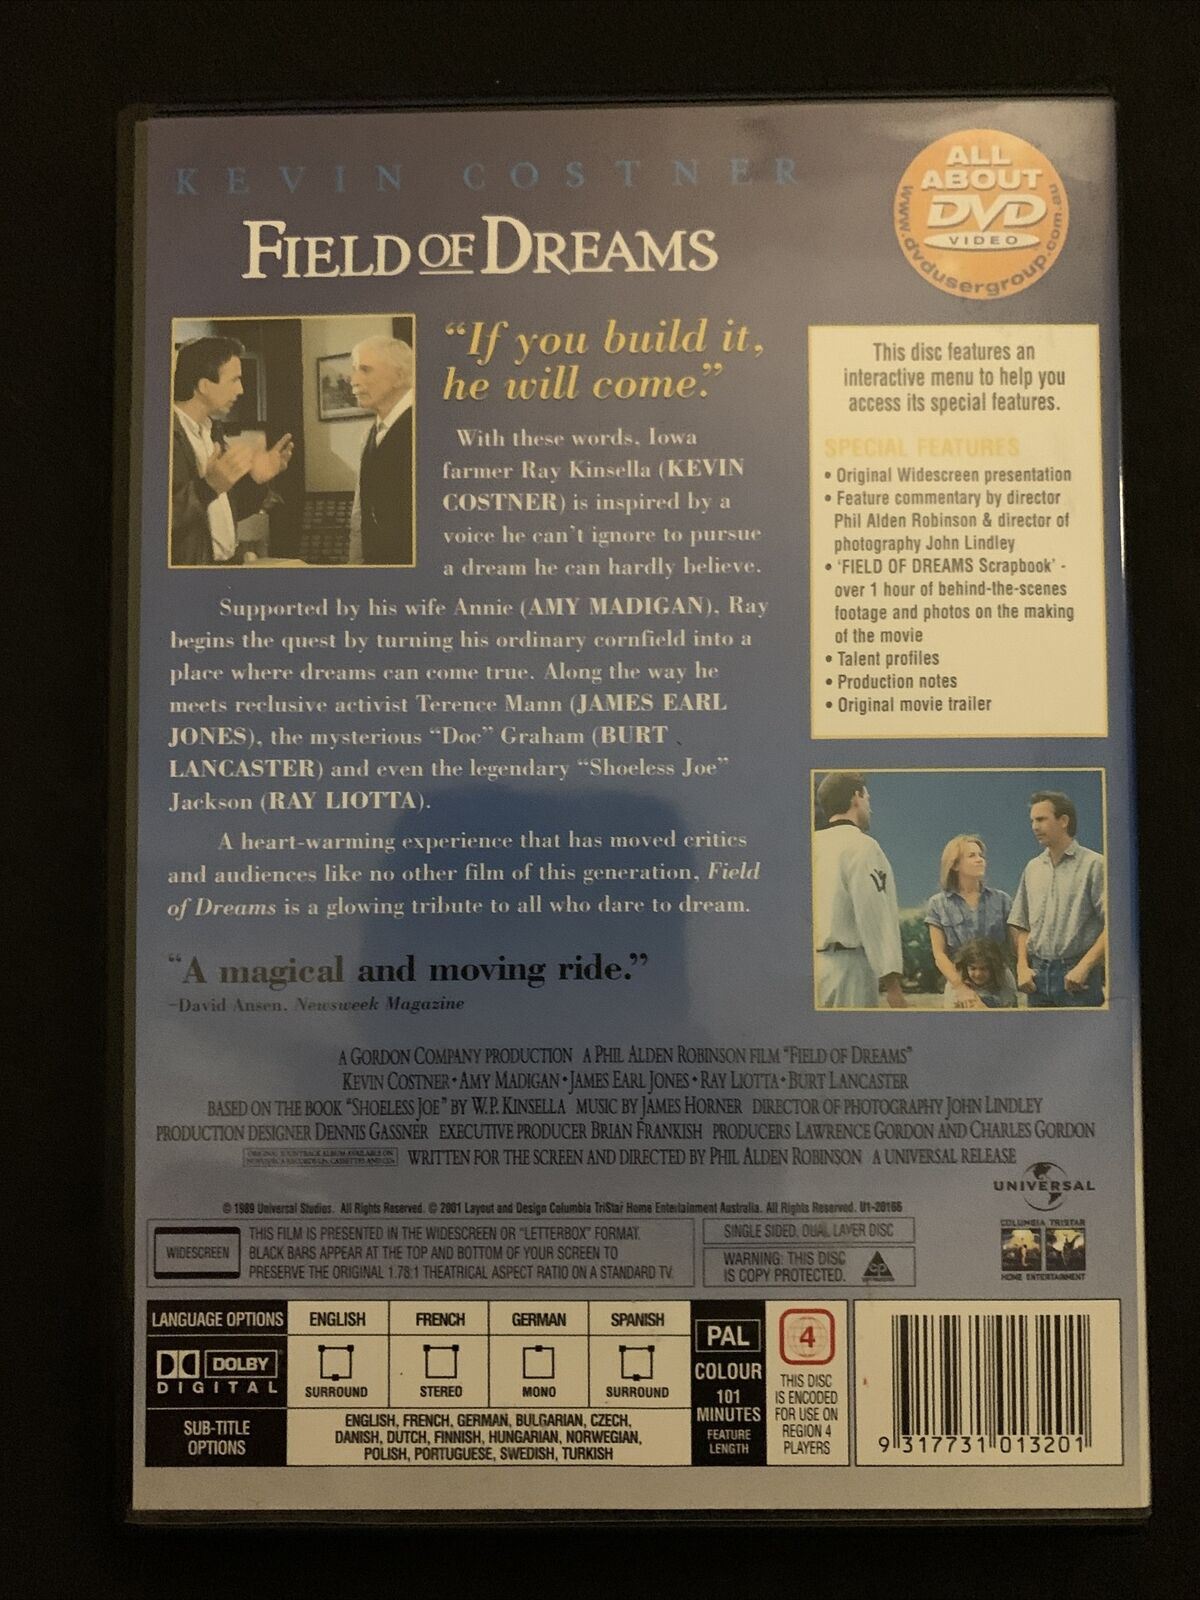 KEVIN COSTNER
FIELD OF DREAMS
ALL
ABOUT
DVD
VIDEO
www.dvdusergroup.com.au
"If you build it,
he will come."
With these words, Iowa
farmer Ray Kinsella (KEVIN
COSTNER) is inspired by a
voice he can't ignore to pursue
a dream he can hardly believe.
Supported by his wife Annie (AMY MADIGAN), Ray
begins the quest by turning his ordinary cornfield into a
place where dreams can come true. Along the way he
meets reclusive activist Terence Mann (JAMES EARL
JONES), the mysterious "Doc" Graham (BURT
LANCASTER) and even the legendary "Shoeless Joe"
Jackson (RAY LIOTTA).
A heart-warming experience that has moved critics
and audiences like no other film of this generation, Field
of Dreams is a glowing tribute to all who dare to dream.
"A magical and moving ride."
–David Ansen, Newsweek Magazine
This disc features an
interactive menu to help you
access its special features.
SPECIAL FEATURES
• Original Widescreen presentation
• Feature commentary by director
Phil Alden Robinson & director of
photography John Lindley
• 'FIELD OF DREAMS Scrapbook' -
over 1 hour of behind-the-scenes
footage and photos on the making
of the movie
• Talent profiles
• Production notes
• Original movie trailer
A GORDON COMPANY PRODUCTION A PHIL ALDEN ROBINSON FILM "FIELD OF DREAMS"
KEVIN COSTNER • AMY MADIGAN • JAMES EARL JONES • RAY LIOTTA • BURT LANCASTER
BASED ON THE BOOK "SHOELESS JOE" BY W.P. KINSELLA MUSIC BY JAMES HORNER DIRECTOR OF PHOTOGRAPHY JOHN LINDLEY
PRODUCTION DESIGNER DENNIS GASSNER EXECUTIVE PRODUCER BRIAN FRANKISH PRODUCERS LAWRENCE GORDON AND CHARLES GORDON
ORIGINAL SOUNDTRACK ALBUM AVAILABLE ON
WRITTEN FOR THE SCREEN AND DIRECTED BY PHIL ALDEN ROBINSON A UNIVERSAL RELEASE
UNIVERSAL
© 1989 Universal Studios. All Rights Reserved. © 2001 Layout and Design Columbia TriStar Home Entertainment Australia. All Rights Reserved. U1-20166
WIDESCREEN
THIS FILM IS PRESENTED IN THE WIDESCREEN OR "LETTERBOX" FORMAT.
BLACK BARS APPEAR AT THE TOP AND BOTTOM OF YOUR SCREEN TO
PRESERVE THE ORIGINAL 1.78:1 THEATRICAL ASPECT RATIO ON A STANDARD TV.
SINGLE SIDED, DUAL LAYER DISC
WARNING: THIS DISC
IS COPY PROTECTED.
COLUMBIA TRISTAR
HOME ENTERTAINMENT
LANGUAGE OPTIONS ENGLISH FRENCH GERMAN SPANISH
DOLBY
DIGITAL
SURROUND STEREO MONO SURROUND
SUB-TITLE
OPTIONS
ENGLISH, FRENCH, GERMAN, BULGARIAN, CZECH,
DANISH, DUTCH, FINNISH, HUNGARIAN, NORWEGIAN,
POLISH, PORTUGUESE, SWEDISH, TURKISH
PAL
COLOUR
101
MINUTES
FEATURE
LENGTH
4
THIS DISC
IS ENCODED
FOR USE ON
REGION 4
PLAYERS
9 317731 013201